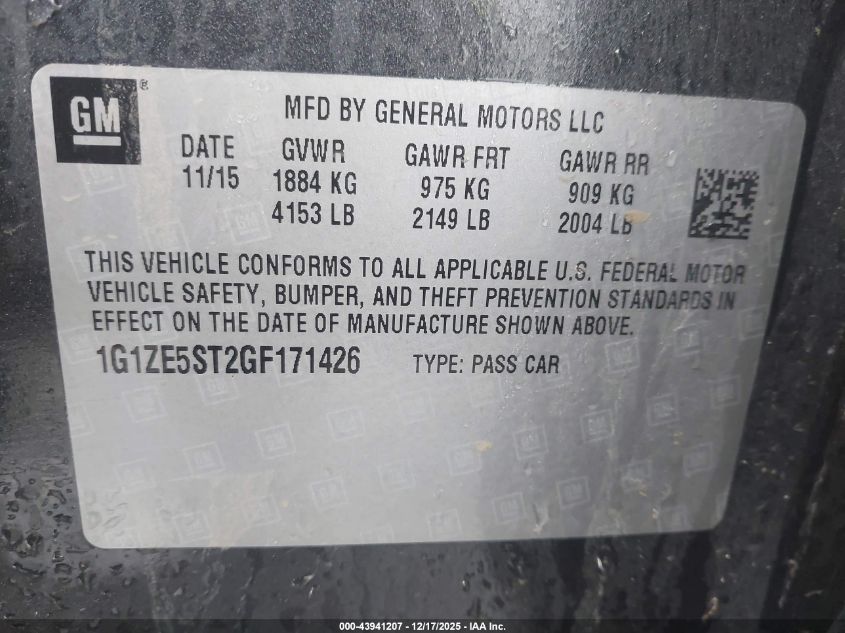 GM®
MFD BY GENERAL MOTORS LLC
DATE GVWR GAWR FRT GAWR RR
11/15 1884 KG 975 KG 909 KG
4153 LB 2149 LB 2004 LB
THIS VEHICLE CONFORMS TO ALL APPLICABLE U.S. FEDERAL MOTOR
VEHICLE SAFETY, BUMPER, AND THEFT PREVENTION STANDARDS IN
EFFECT ON THE DATE OF MANUFACTURE SHOWN ABOVE.
1G1ZE5ST2GF171426 TYPE: PASS CAR
000-43941207 - 12/17/2025 - IAA Inc.